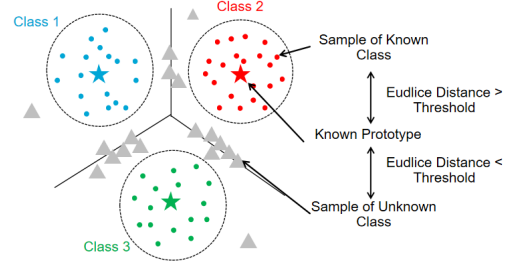 Class 1
Class 2
Class 3
Sample of Known
Class
Eudlice Distance >
Threshold
Known Prototype
Eudlice Distance <
Threshold
Sample of Unknown
Class